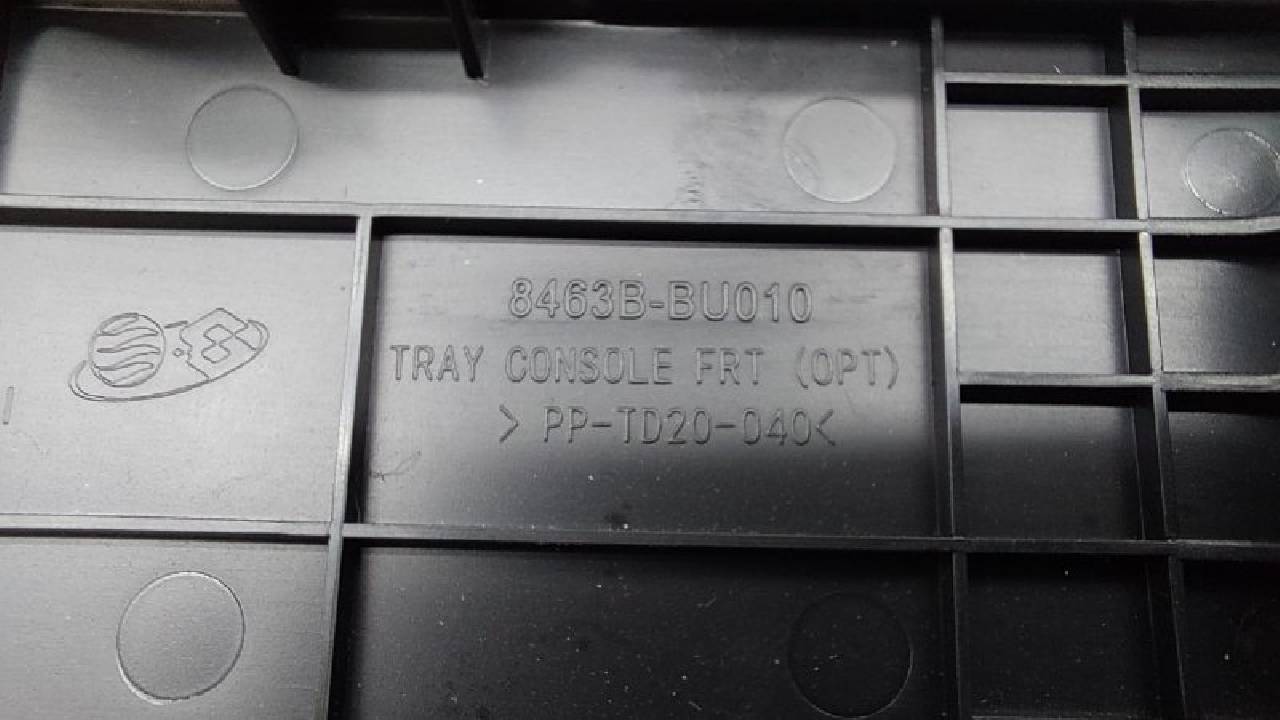 8463B-BU010
TRAY CONSOLE FRT (OPT)
> PP-TD20-040<